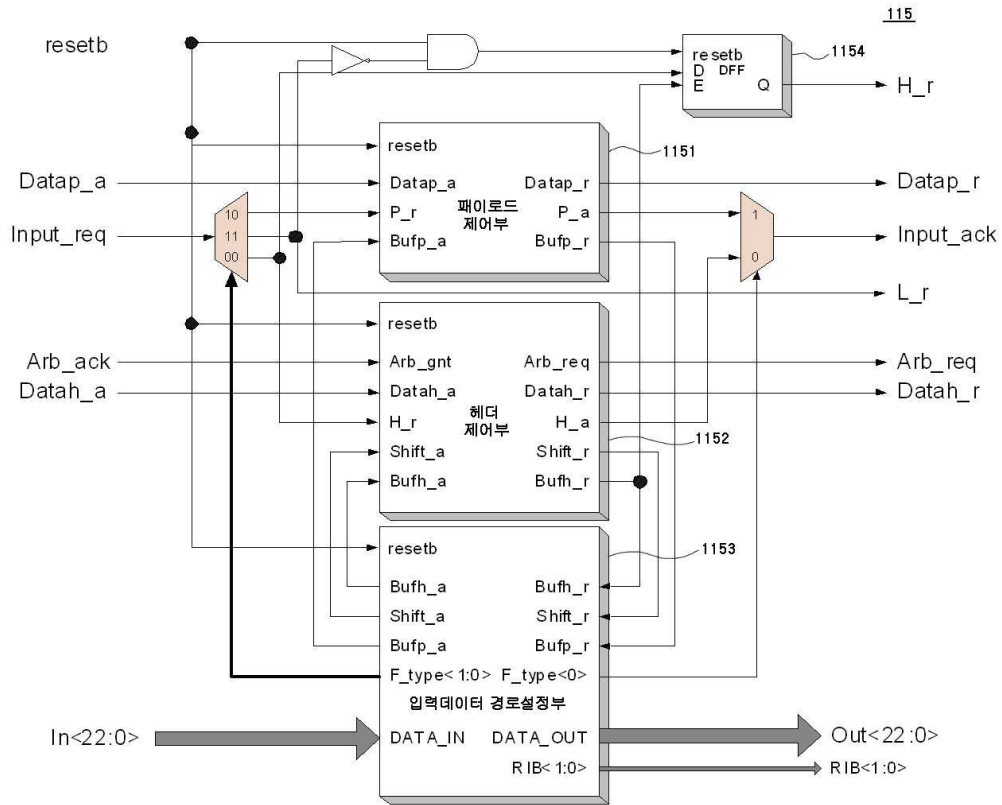 115
resetb
resetb
D DFF
E Q
1154
H_r
resetb
1151
Datap_a
Datap_a Datap_r
Datap_r
P_r P_a
패이로드
제어부
Bufp_a Bufp_r
Input_req
10
11
00
1
0
Input_ack
L_r
resetb
Arb_ack
Arb_gnt Arb_req
Arb_req
Datah_a
Datah_a Datah_r
Datah_r
헤더
제어부
H_r H_a
1152
Shift_a Shift_r
Bufh_a Bufh_r
resetb
1153
Bufh_a Bufh_r
Shift_a Shift_r
Bufp_a Bufp_r
F_type<1:0> F_type<0>
입력데이터 경로설정부
In<22:0>
DATA_IN DATA_OUT
Out<22:0>
RIB<1:0>
RIB<1:0>